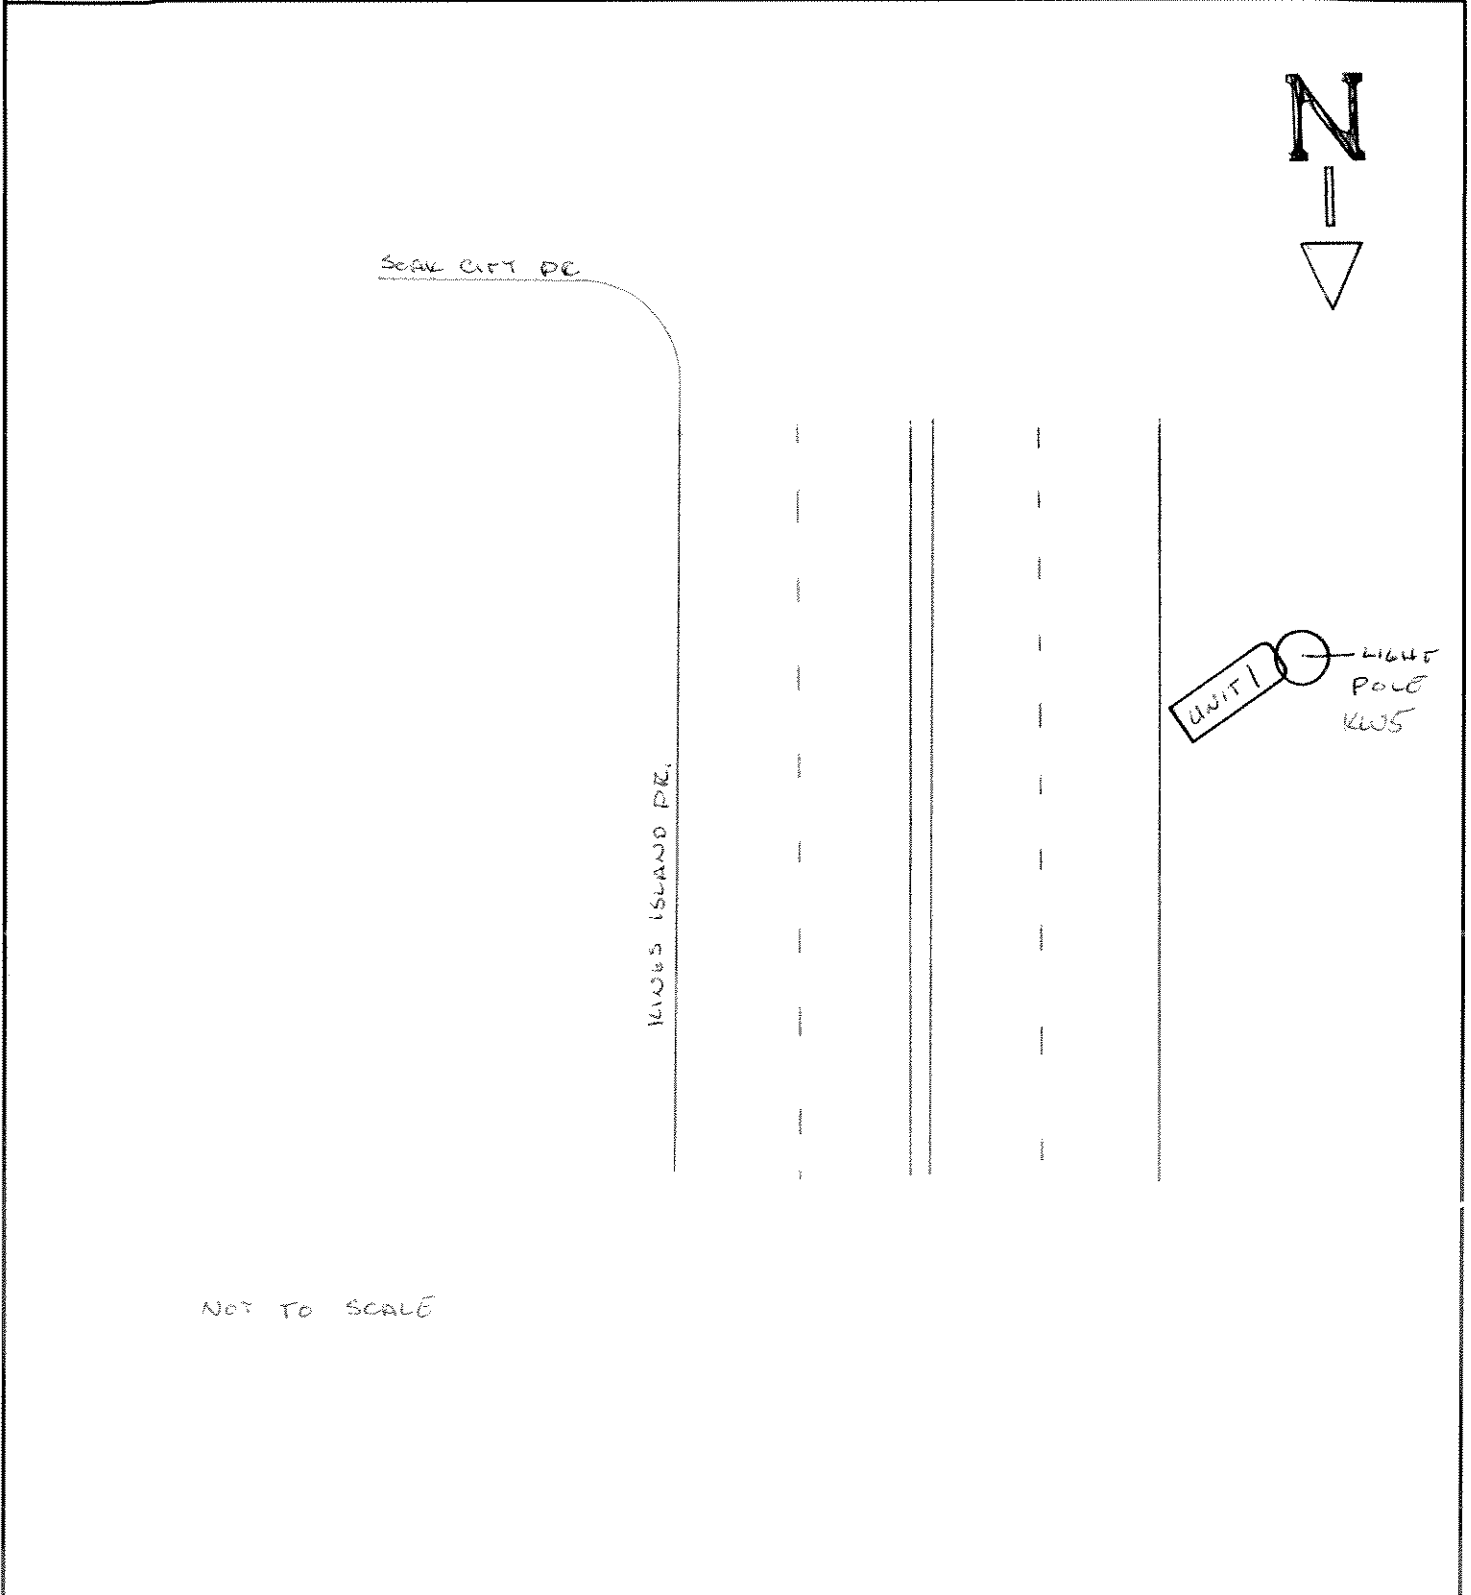 N
SOAK CITY DR
UNIT 1
LIGHT
POLE
KW5
KINGS ISLAND DR.
NOT TO SCALE